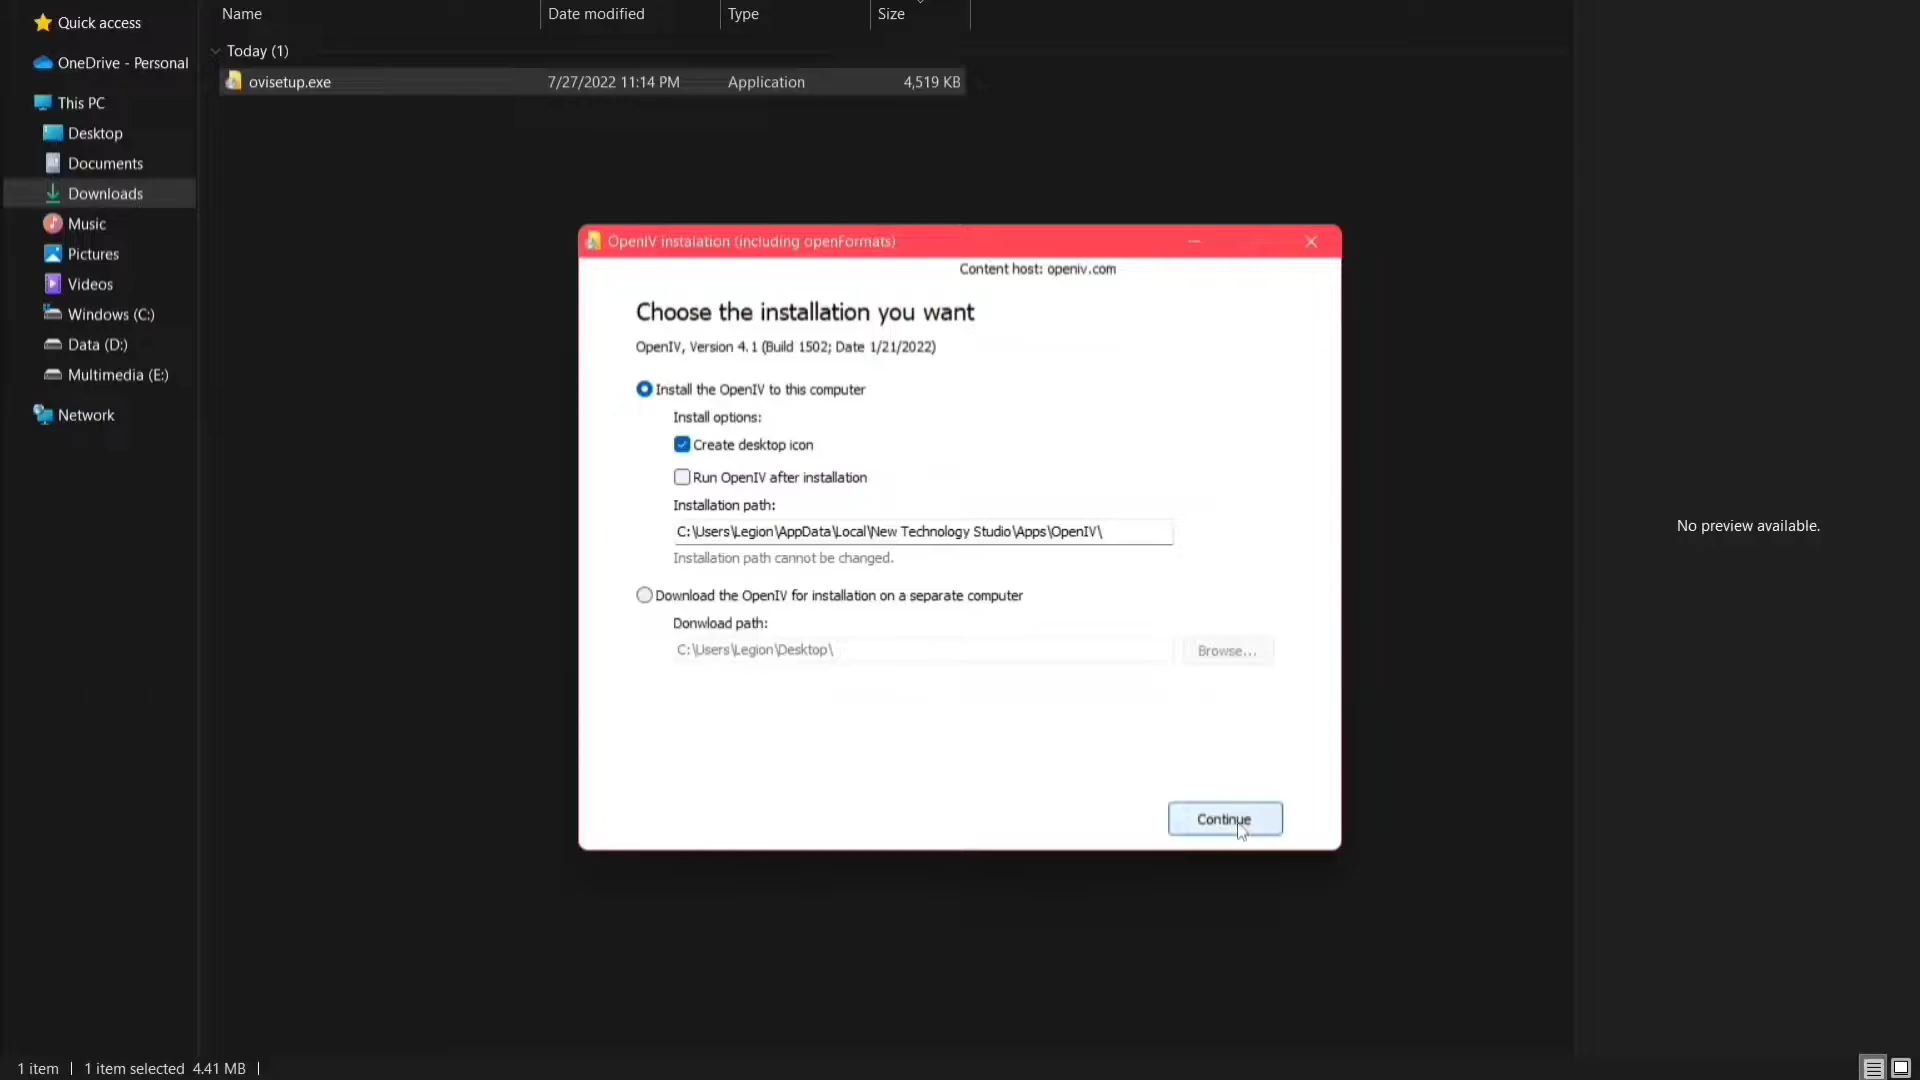 Quick access
OneDrive - Personal
This PC
Desktop
Documents
Downloads
Music
Pictures
Videos
Windows (C:)
Data (D:)
Multimedia (E:)
Network
Name Date modified Type Size
Today (1)
ovisetup.exe 7/27/2022 11:14 PM Application 4,519 KB
OpenIV instalation (including openFormats)
Content host: openiv.com
Choose the installation you want
OpenIV, Version 4.1 (Build 1502; Date 1/21/2022)
Install the OpenIV to this computer
Install options:
Create desktop icon
Run OpenIV after installation
Installation path:
C:\Users\Legion\AppData\Local\New Technology Studio\Apps\OpenIV\
Installation path cannot be changed.
Download the OpenIV for installation on a separate computer
Donwload path:
C:\Users\Legion\Desktop\ Browse...
Continue
No preview available.
1 item | 1 item selected 4.41 MB |